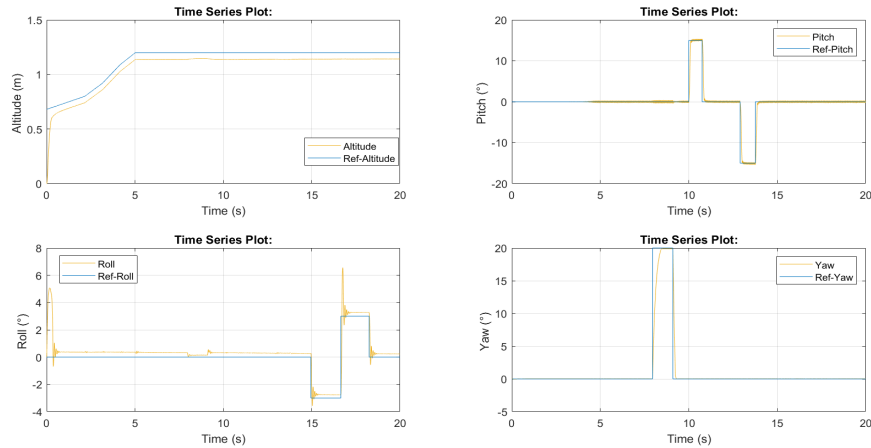 Time Series Plot:
1.5
1
0.5
0
0
5
10
15
20
Altitude (m)
Time (s)
Altitude
Ref-Altitude
Time Series Plot:
20
10
0
-10
-20
0
5
10
15
20
Pitch (°)
Time (s)
Pitch
Ref-Pitch
Time Series Plot:
8
6
4
2
0
-2
-4
0
5
10
15
20
Roll (°)
Time (s)
Roll
Ref-Roll
Time Series Plot:
20
15
10
5
0
-5
0
5
10
15
20
Yaw (°)
Time (s)
Yaw
Ref-Yaw